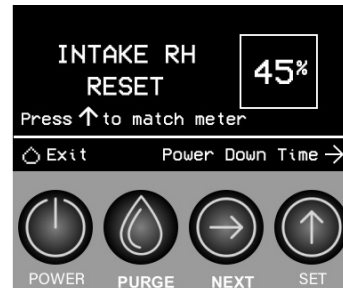 INTAKE RH
RESET
45%
Press ↑ to match meter
Exit Power Down Time →
POWER PURGE NEXT SET